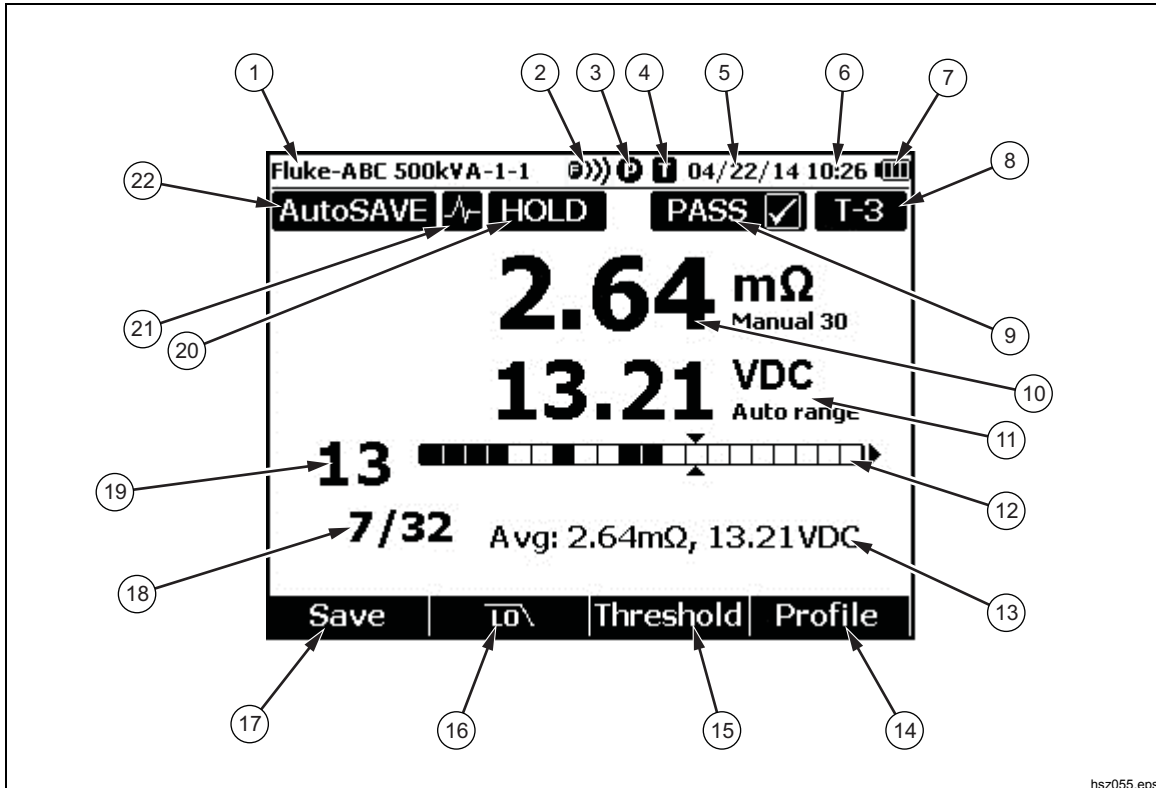 1 2 3 4 5 6 7
Fluke-ABC 500kVA-1-1 P P T 04/22/14 10:26
8
22
AutoSAVE HOLD PASS T-3
2.64 mΩ
Manual 30
21
20
9
13.21 VDC
Auto range
10
11
13
19
12
7/32 Avg: 2.64mΩ, 13.21VDC
18
13
Save LO Threshold Profile
17 16 15 14
hsz055.eps